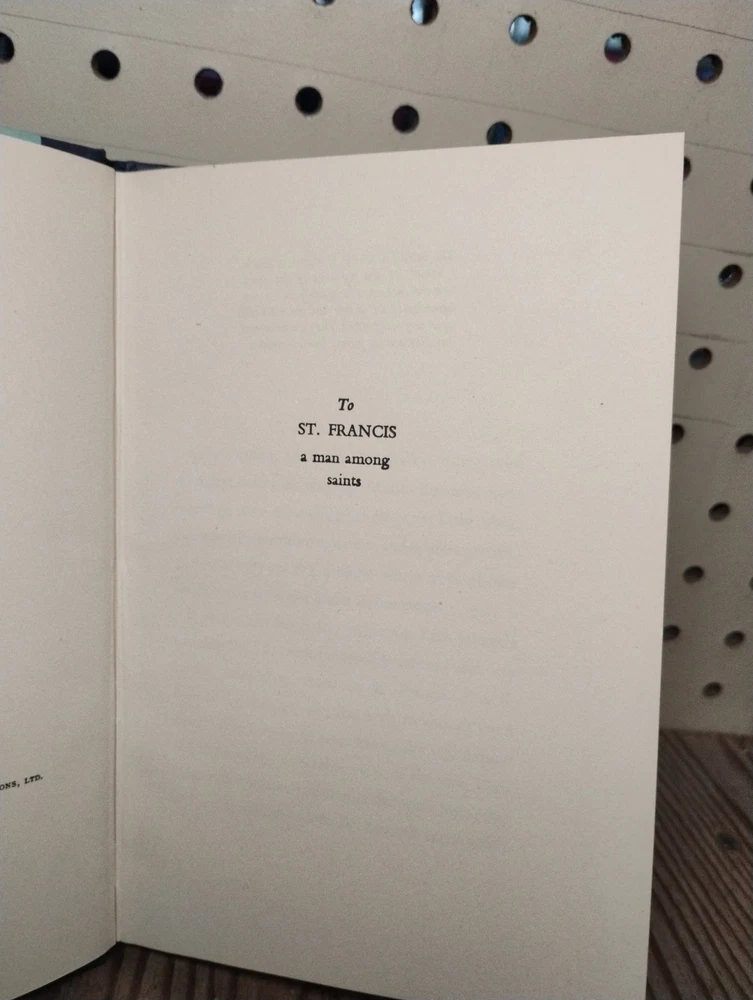 ONS, LTD.
To
ST. FRANCIS
a man among
saints